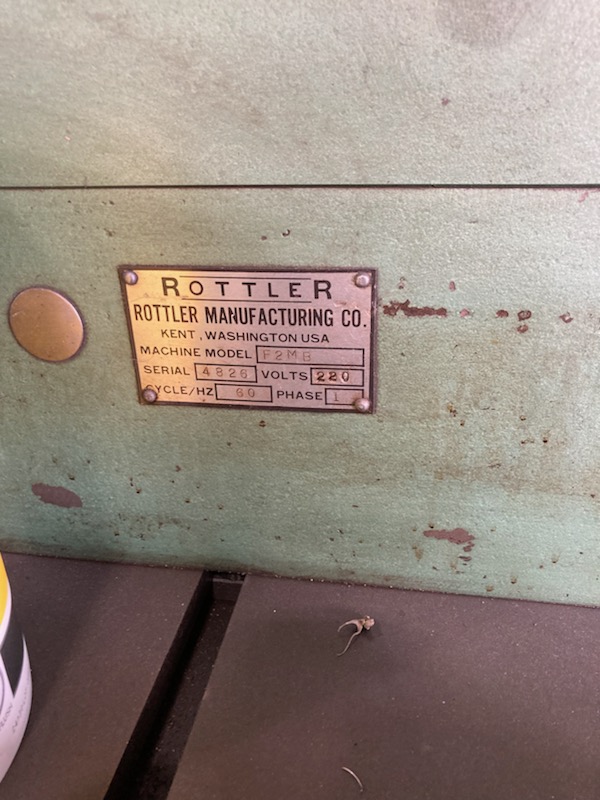 ROTTLER
ROTTLER MANUFACTURING CO.
KENT, WASHINGTON USA
MACHINE MODEL F2MB
SERIAL 4826 VOLTS 220
CYCLE/HZ 60 PHASE 1